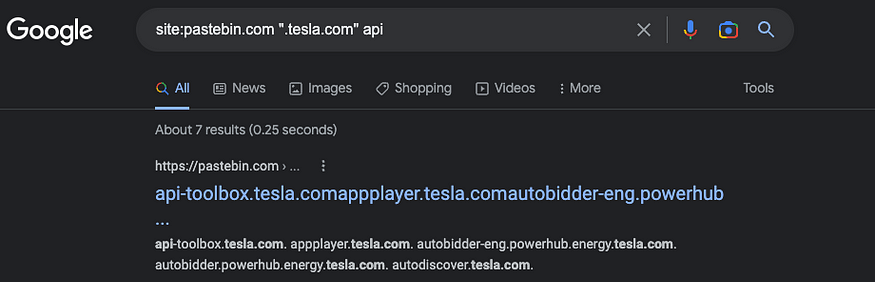 Google
site:pastebin.com ".tesla.com" api
All News Images Shopping Videos More Tools
About 7 results (0.25 seconds)
https://pastebin.com › ...
api-toolbox.tesla.comappplayer.tesla.comautobidder-eng.powerhub
...
api-toolbox.tesla.com. appplayer.tesla.com. autobidder-eng.powerhub.energy.tesla.com.
autobidder.powerhub.energy.tesla.com. autodiscover.tesla.com.